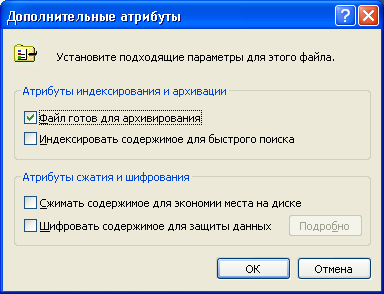 Дополнительные атрибуты
Установите подходящие параметры для этого файла.
Атрибуты индексирования и архивации
Файл готов для архивирования
Индексировать содержимое для быстрого поиска
Атрибуты сжатия и шифрования
Сжимать содержимое для экономии места на диске
Шифровать содержимое для защиты данных
Подробно
ОК
Отмена